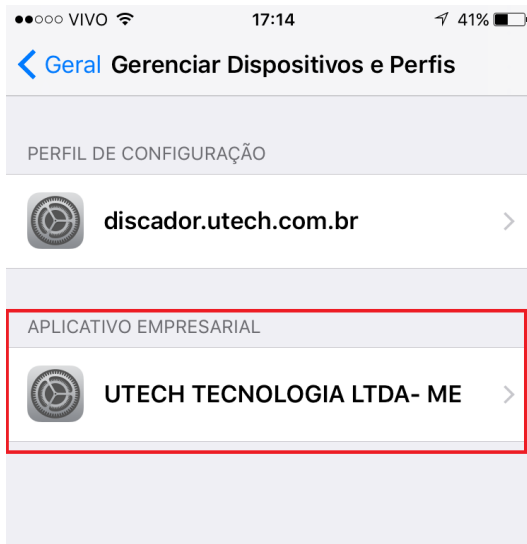 VIVO 17:14 41%
Geral Gerenciar Dispositivos e Perfis
PERFIL DE CONFIGURAÇÃO
discador.utech.com.br
APLICATIVO EMPRESARIAL
UTECH TECNOLOGIA LTDA- ME